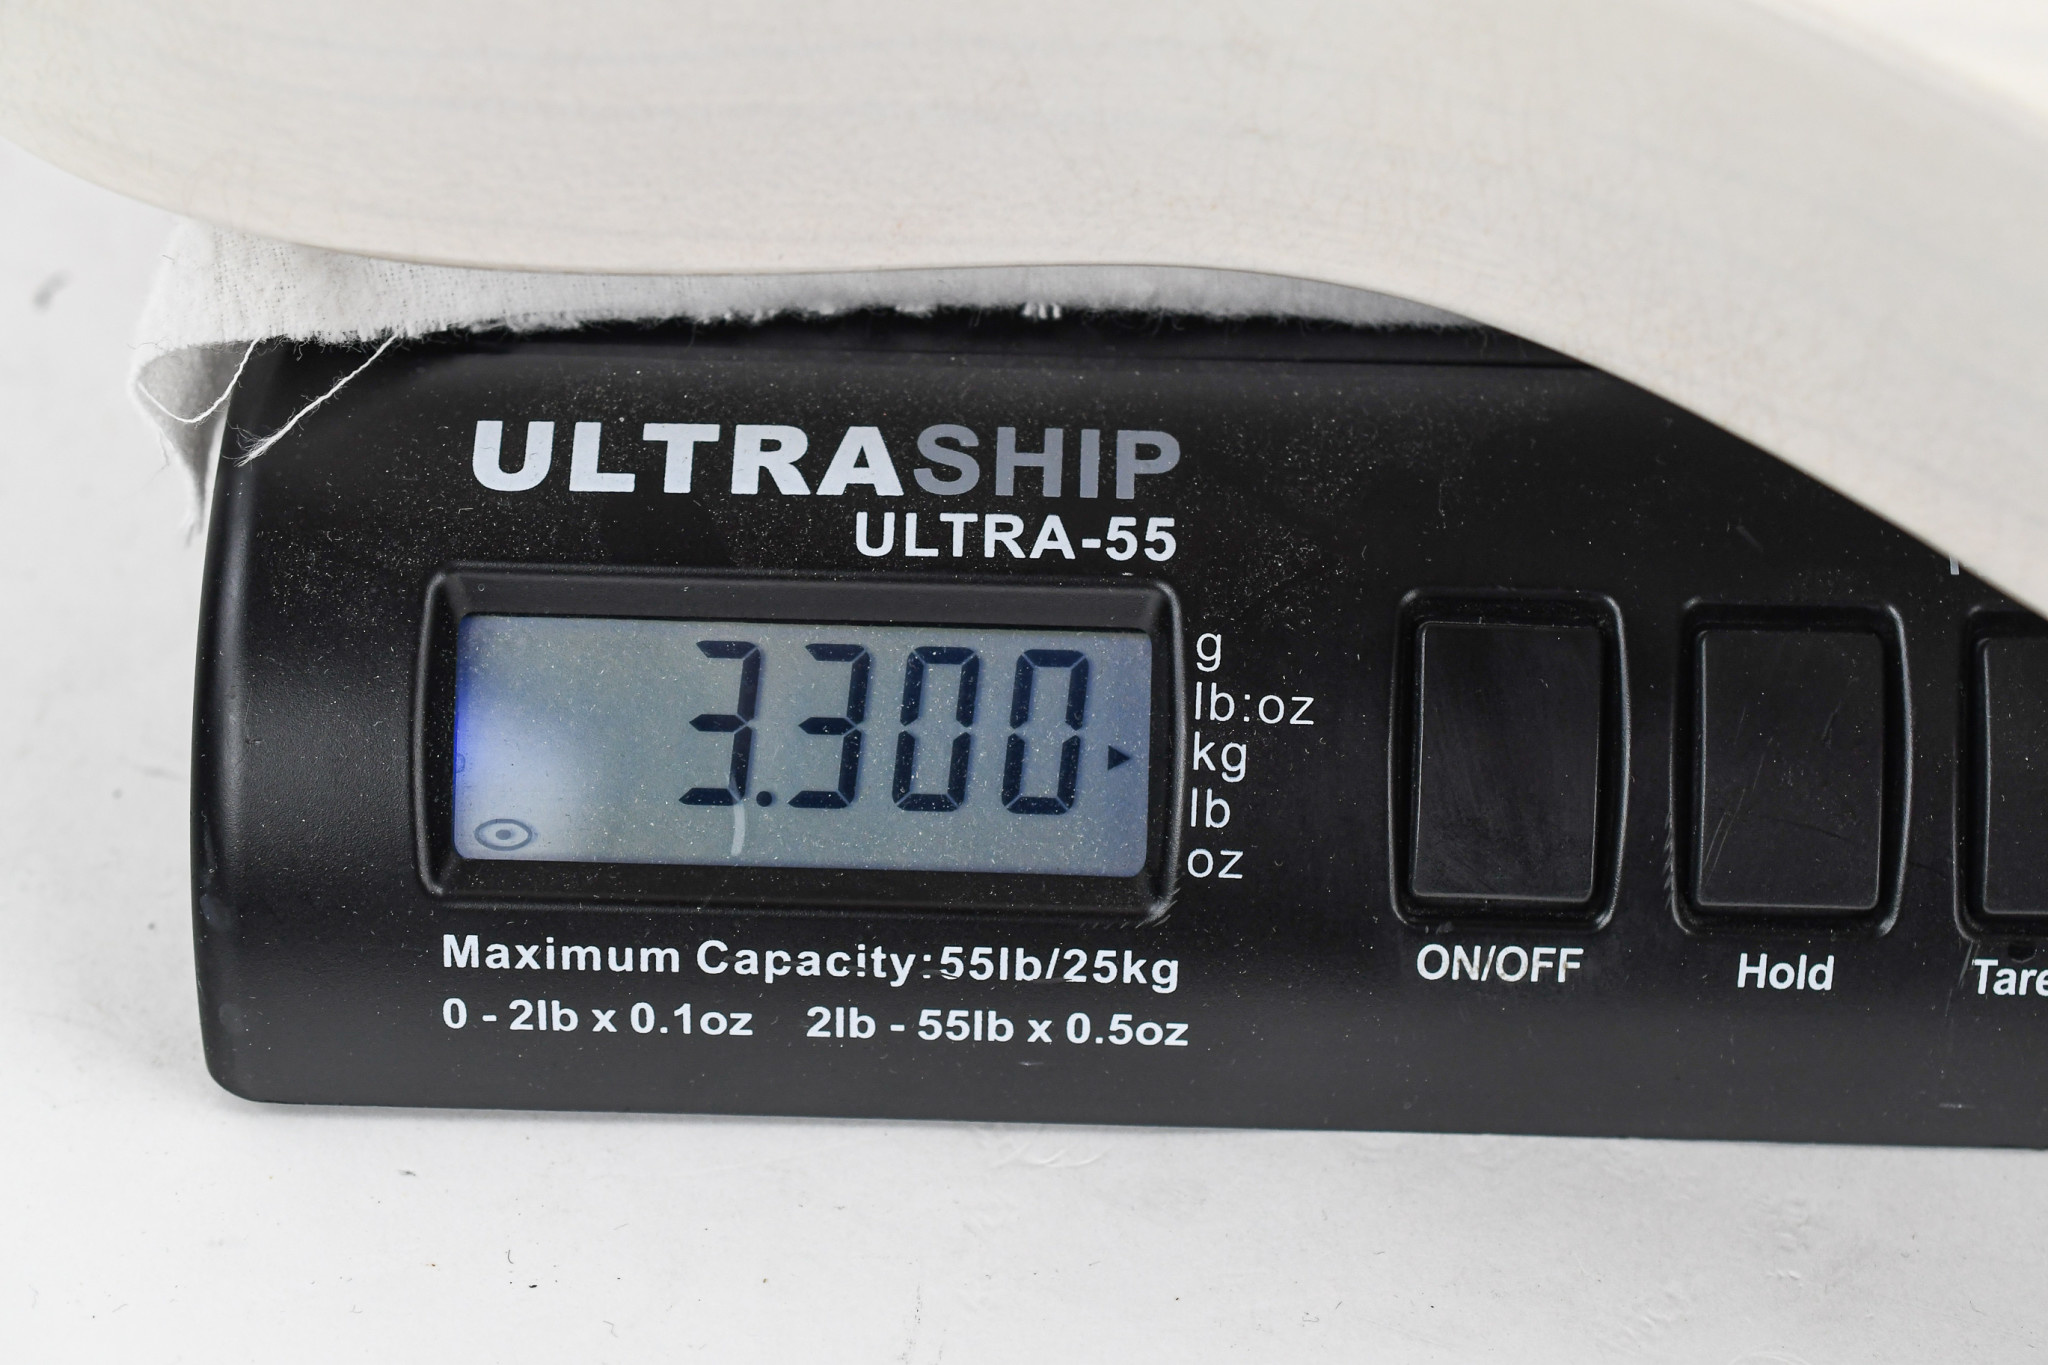 ULTRASHIP
ULTRA-55
3.300
g
lb:oz
kg
lb
oz
ON/OFF
Hold
Tare
Maximum Capacity:55lb/25kg
0 - 2lb x 0.1oz 2lb - 55lb x 0.5oz